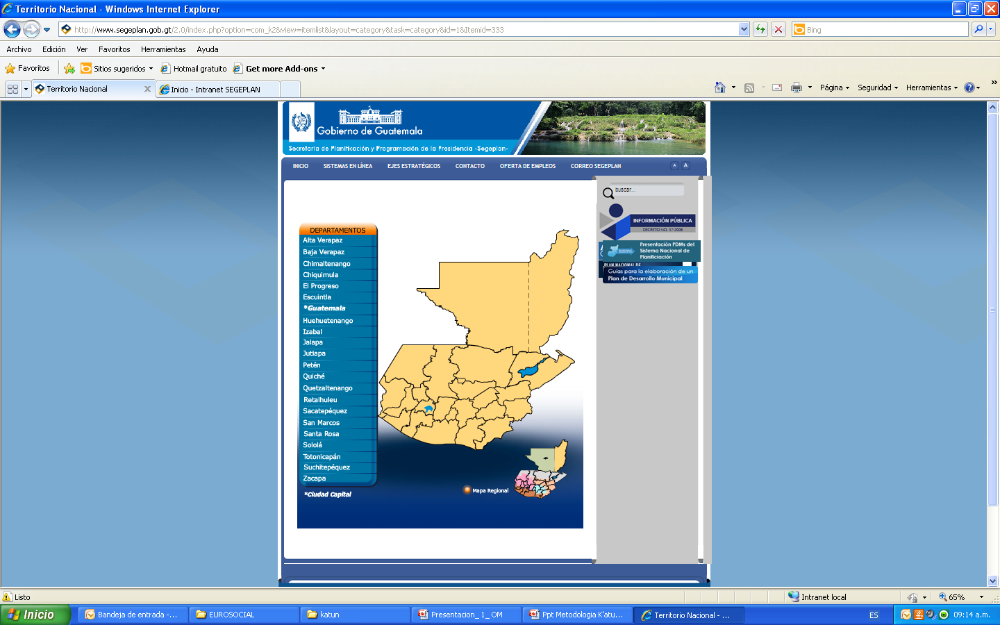 Territorio Nacional - Windows Internet Explorer
http://www.segeplan.gob.gt/2.0/index.php?option=com_k2&view=itemlist&layout=category&task=category&id=1&Itemid=333
Bing
Archivo Edición Ver Favoritos Herramientas Ayuda
Favoritos Sitios sugeridos Hotmail gratuito Get more Add-ons
Territorio Nacional Inicio - Intranet SEGEPLAN Página Seguridad Herramientas
Gobierno de Guatemala
Secretaría de Planificación y Programación de la Presidencia -Segeplan-
INICIO SISTEMAS EN LÍNEA EJES ESTRATÉGICOS CONTACTO OFERTA DE EMPLEOS CORREO SEGEPLAN A A
buscar...
INFORMACIÓN PÚBLICA
DECRETO NO. 57-2008
Presentación PDMs del
Sistema Nacional de
Planificiación
PLAN NACIONAL DE
Guías para la elaboración de un
Plan de Desarrollo Municipal
DEPARTAMENTOS
Alta Verapaz
Baja Verapaz
Chimaltenango
Chiquimula
El Progreso
Escuintla
*Guatemala
Huehuetenango
Izabal
Jalapa
Jutiapa
Petén
Quiché
Quetzaltenango
Retalhuleu
Sacatepéquez
San Marcos
Santa Rosa
Sololá
Totonicapán
Suchitepéquez
Zacapa
*Ciudad Capital
Mapa Regional
Listo Intranet local 65%
Inicio Bandeja de entrada -... EUROSOCIAL katun Presentacion_ 1_ OM Ppt Metodologia K'atu... Territorio Nacional - ... ES 09:14 a.m.